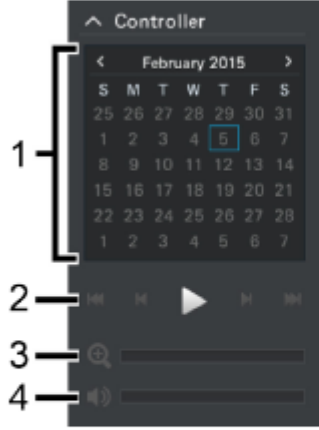 Controller
February 2015
S M T W T F S
25 26 27 28 29 30 31
1 2 3 4 5 6 7
8 9 10 11 12 13 14
15 16 17 18 19 20 21
22 23 24 25 26 27 28
1 2 3 4 5 6 7
1
2
3
4